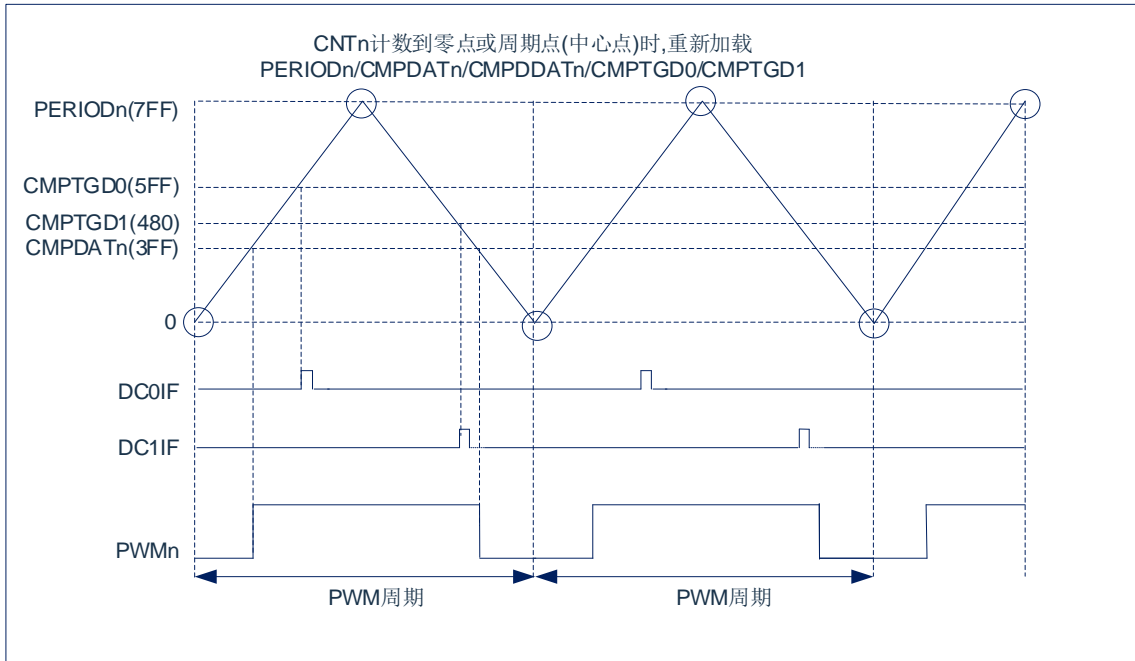 CNTn计数到零点或周期点(中心点)时,重新加载
PERIODn/CMPDATn/CMPDDATn/CMPTGD0/CMPTGD1
PERIODn(7FF)
CMPTGD0(5FF)
CMPTGD1(480)
CMPDATn(3FF)
0
DC0IF
DC1IF
PWMn
PWM周期
PWM周期